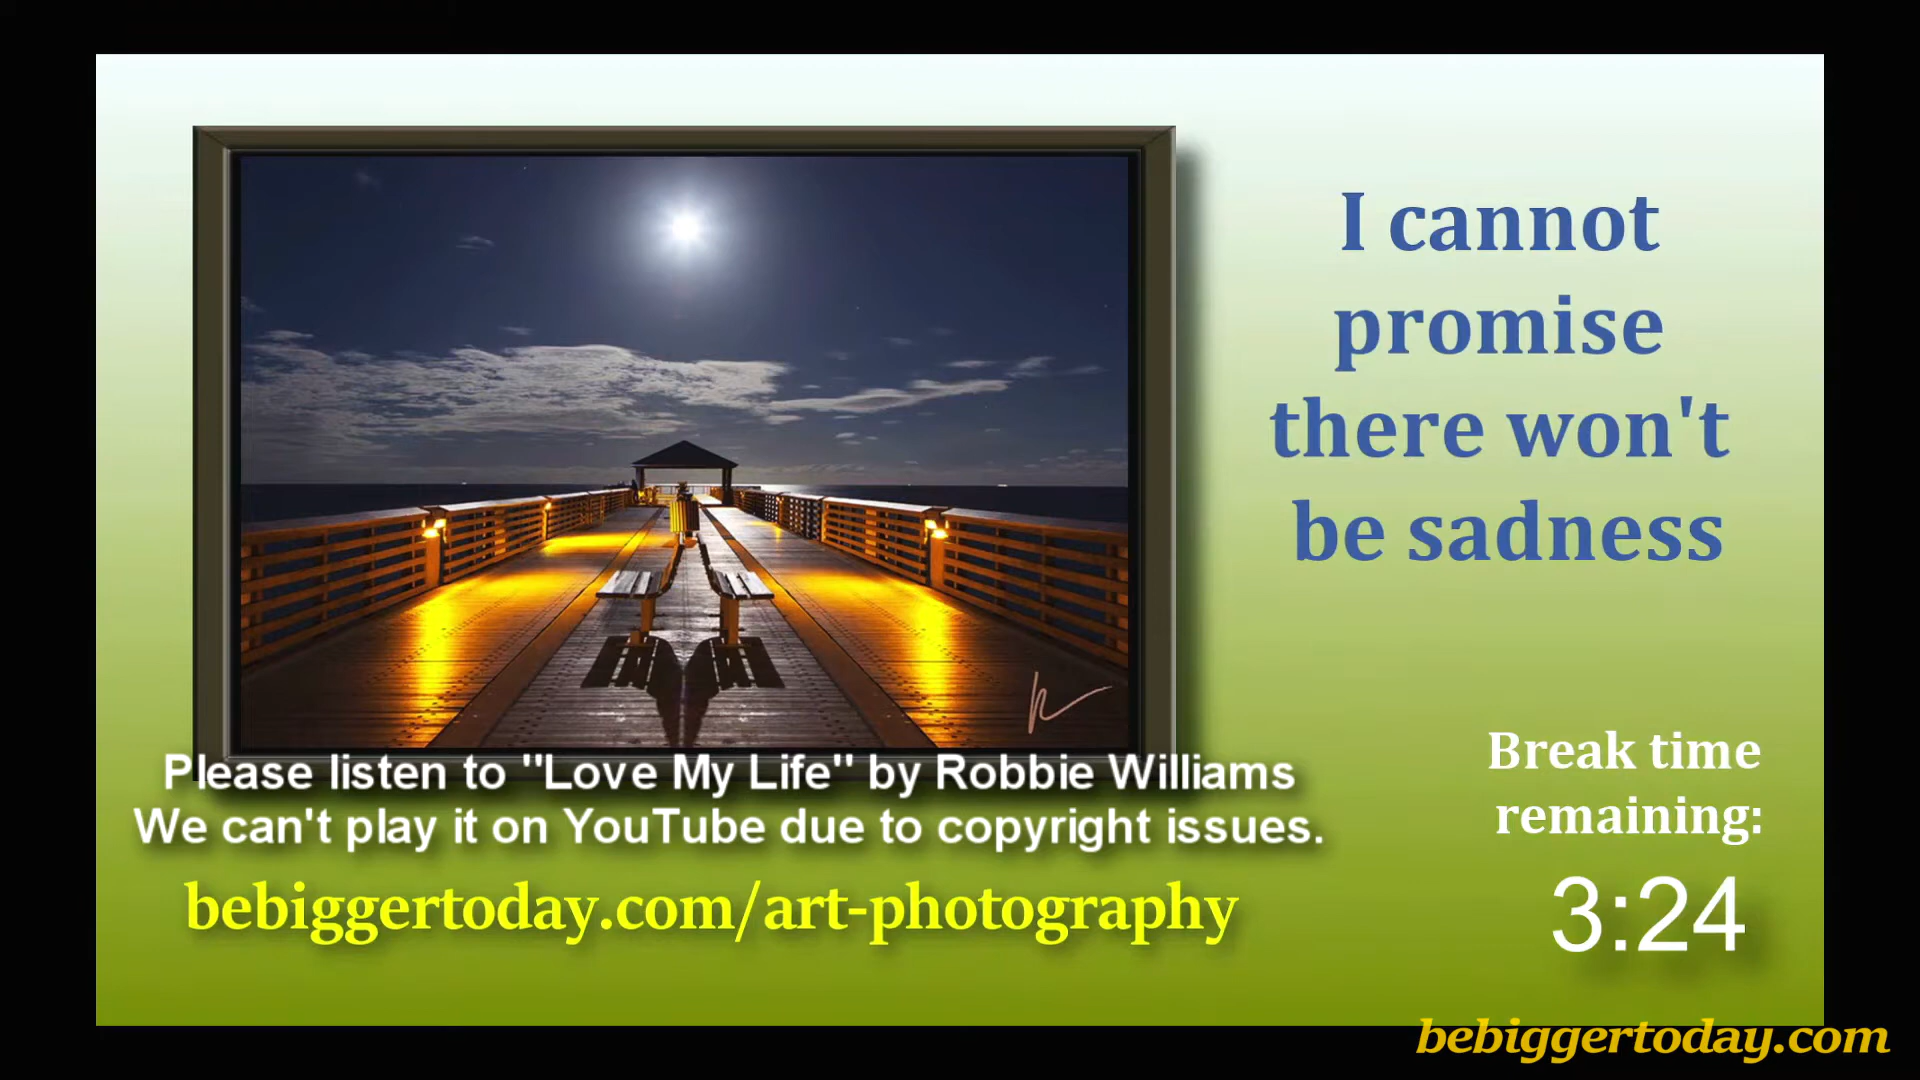 I cannot
promise
there won't
be sadness
Please listen to "Love My Life" by Robbie Williams
We can't play it on YouTube due to copyright issues.
bebiggertoday.com/art-photography
Break time
remaining:
3:24
bebiggertoday.com